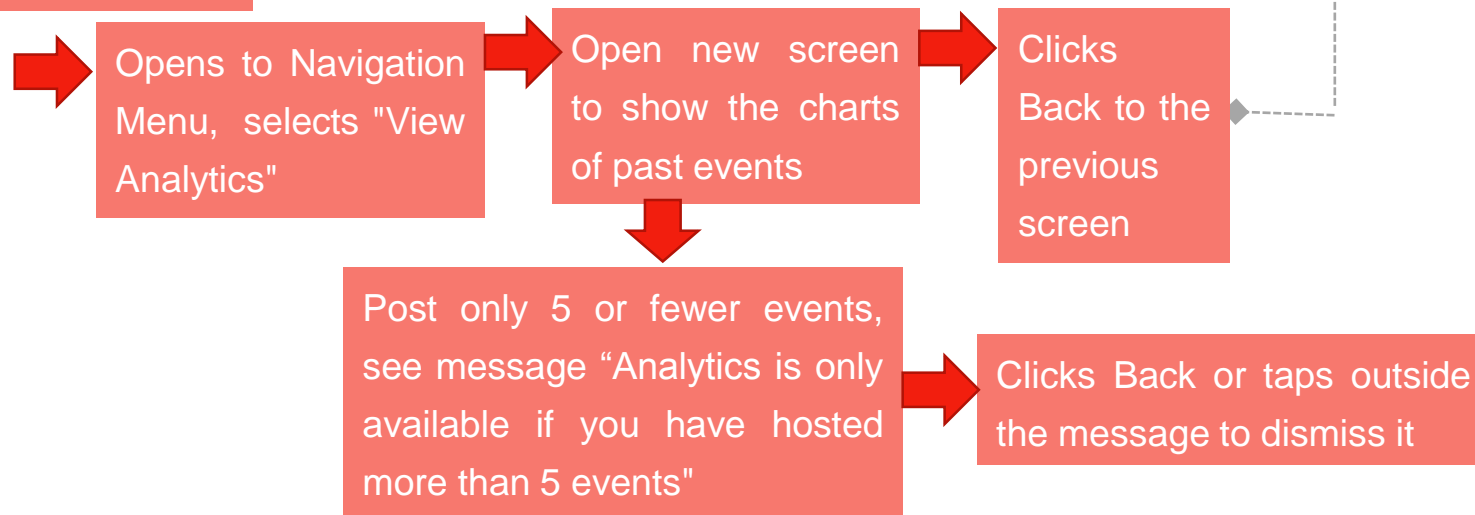 Opens to Navigation
Menu, selects "View
Analytics"
Open new screen
to show the charts
of past events
Clicks
Back to the
previous
screen
Post only 5 or fewer events,
see message “Analytics is only
available if you have hosted
more than 5 events"
Clicks Back or taps outside
the message to dismiss it